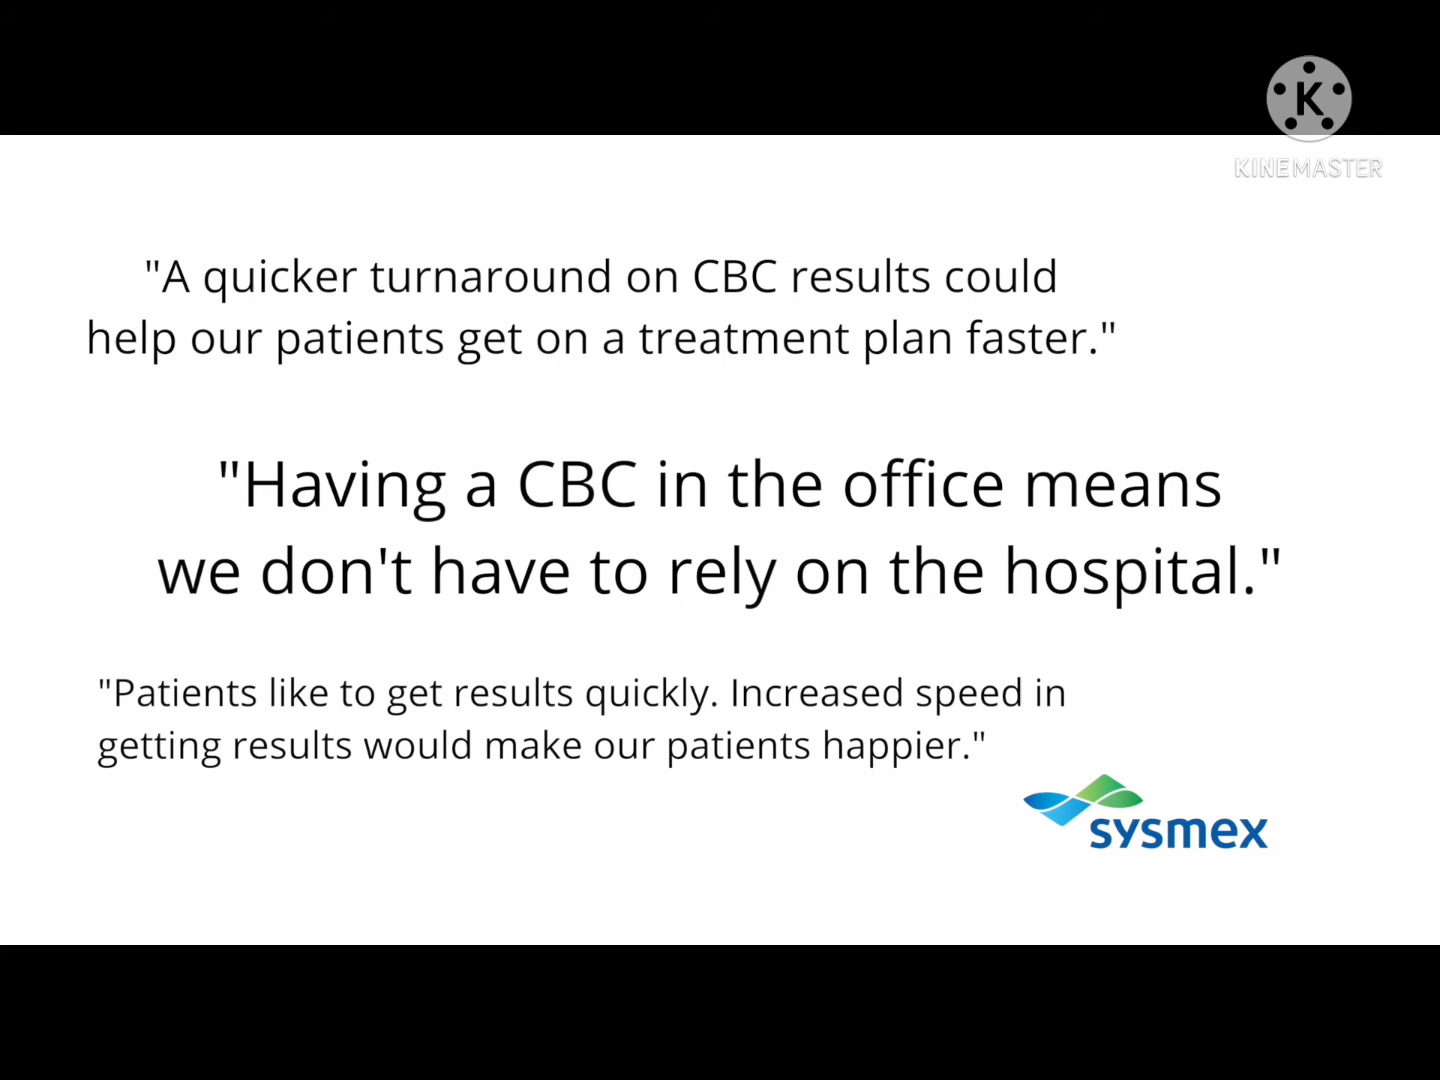 K
KINEMASTER
"A quicker turnaround on CBC results could
help our patients get on a treatment plan faster."
"Having a CBC in the office means
we don't have to rely on the hospital."
"Patients like to get results quickly. Increased speed in
getting results would make our patients happier."
sysmex